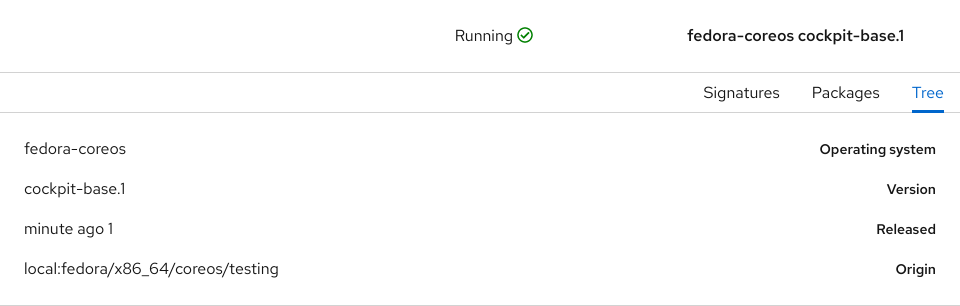 Running fedora-coreos cockpit-base.1
Signatures Packages Tree
fedora-coreos Operating system
cockpit-base.1 Version
minute ago 1 Released
local:fedora/x86_64/coreos/testing Origin